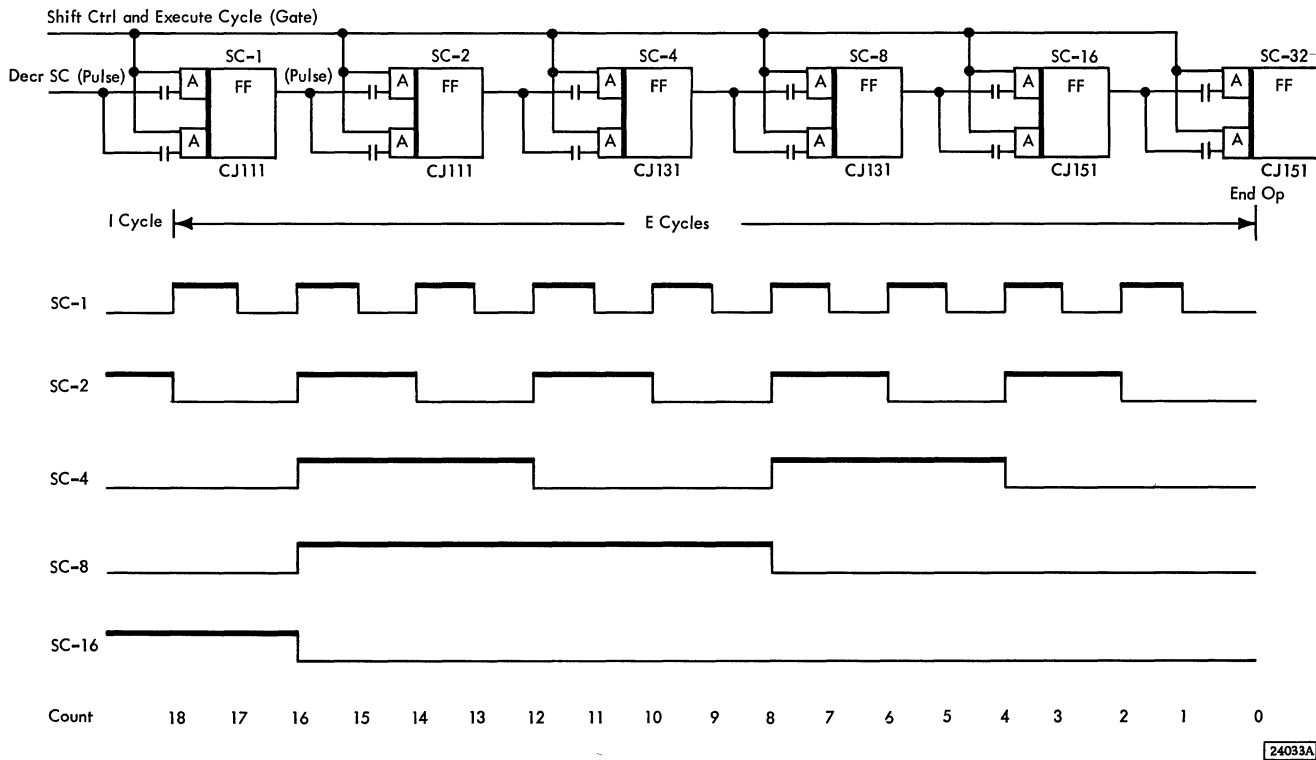 Shift Ctrl and Execute Cycle (Gate)
SC-1 SC-2 SC-4 SC-8 SC-16 SC-32
Decr SC (Pulse) A FF (Pulse) A FF A FF A FF A FF A FF
A A A A A A
CJ111 CJ111 CJ131 CJ131 CJ151 CJ151
End Op
I Cycle E Cycles
SC-1
SC-2
SC-4
SC-8
SC-16
Count 18 17 16 15 14 13 12 11 10 9 8 7 6 5 4 3 2 1 0
24033A